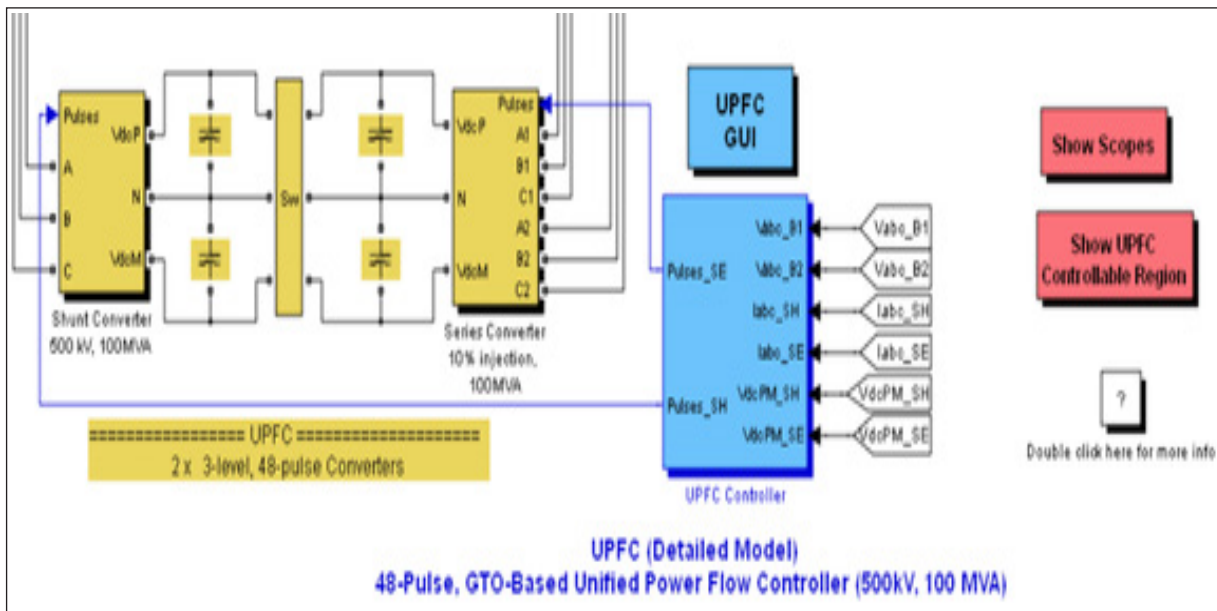 Pulses
VdcP
A
N
B
VdcM
C
Shunt Converter
500 kV, 100MVA
Sw
Pulses
VdcP
A1
B1
N
C1
A2
VdcM
B2
C2
Series Converter
10% injection,
100MVA
UPFC
GUI
Vabc_B1
Vabc_B2
Pulses_SE
Iabc_SH
Iabc_SE
VdcPM_SH
Pulses_SH
VdcPM_SE
UPFC Controller
Vabc_B1
Vabc_B2
Iabc_SH
Iabc_SE
VdcPM_SH
VdcPM_SE
Show Scopes
Show UPFC
Controllable Region
?
Double click here for more info
================= UPFC ====================
2 x 3-level, 48-pulse Converters
UPFC (Detailed Model)
48-Pulse, GTO-Based Unified Power Flow Controller (500kV, 100 MVA)